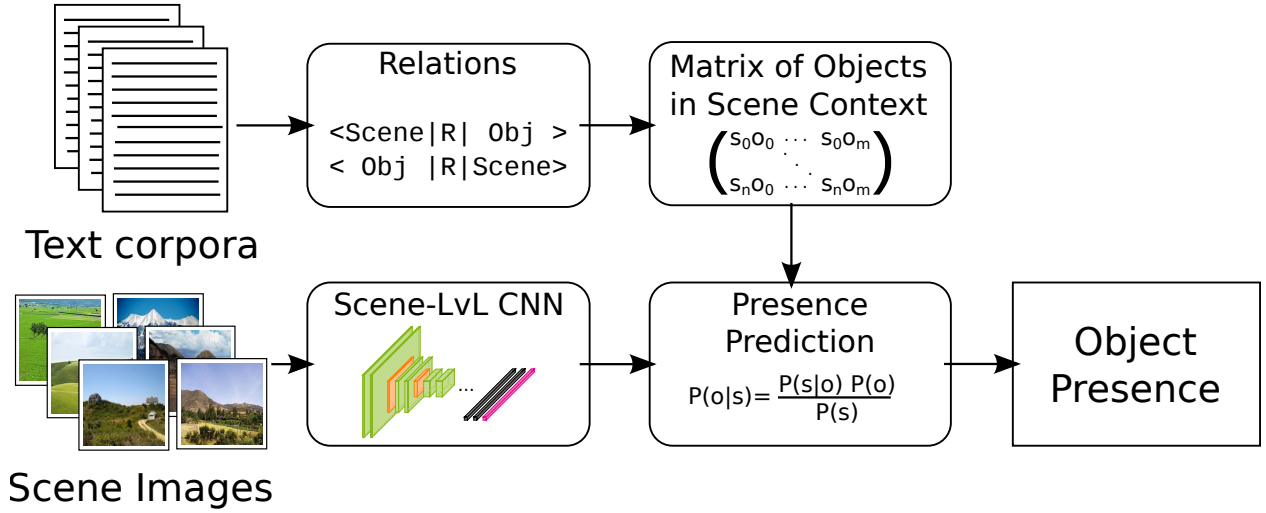 Text corpora
Relations
<Scene|R| Obj >
< Obj |R|Scene>
Matrix of Objects
in Scene Context
s₀o₀ ... s₀oₘ
sₙo₀ ... sₙoₘ
Scene Images
Scene-LvL CNN
...
Presence
Prediction
P(o|s)= P(s|o) P(o)
P(s)
Object
Presence